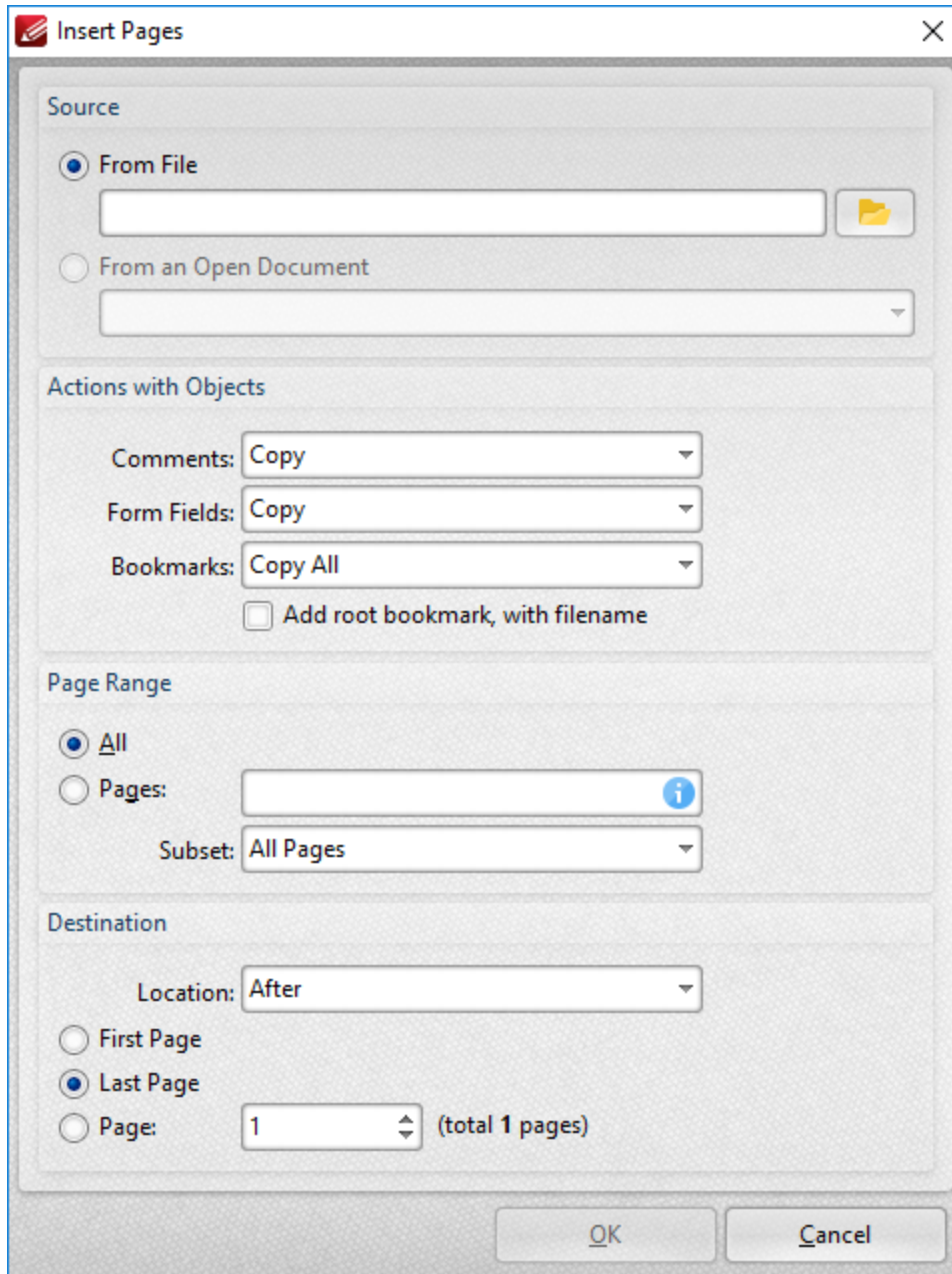 Insert Pages
Source
From File
From an Open Document
Actions with Objects
Comments: Copy
Form Fields: Copy
Bookmarks: Copy All
Add root bookmark, with filename
Page Range
All
Pages:
Subset: All Pages
Destination
Location: After
First Page
Last Page
Page: 1 (total 1 pages)
OK Cancel